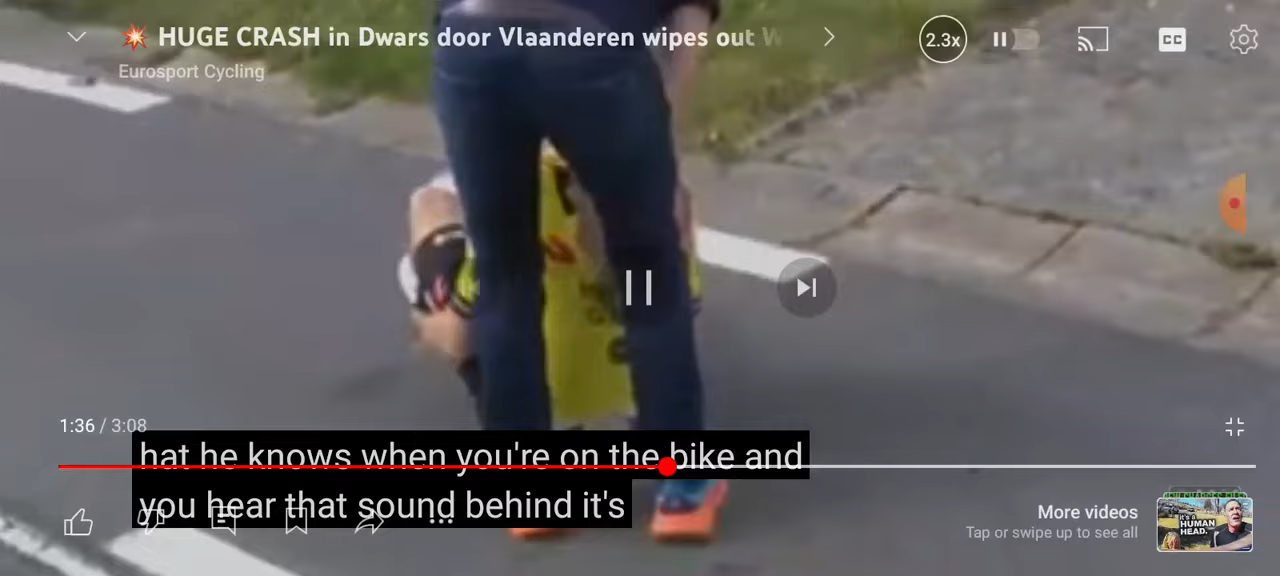 💥 HUGE CRASH in Dwars door Vlaanderen wipes out W
Eurosport Cycling
2.3x
CC
1:36 / 3:08
hat he knows when you're on the bike and
you hear that sound behind it's
More videos
Tap or swipe up to see all
it's a
HUMAN
HEAD.